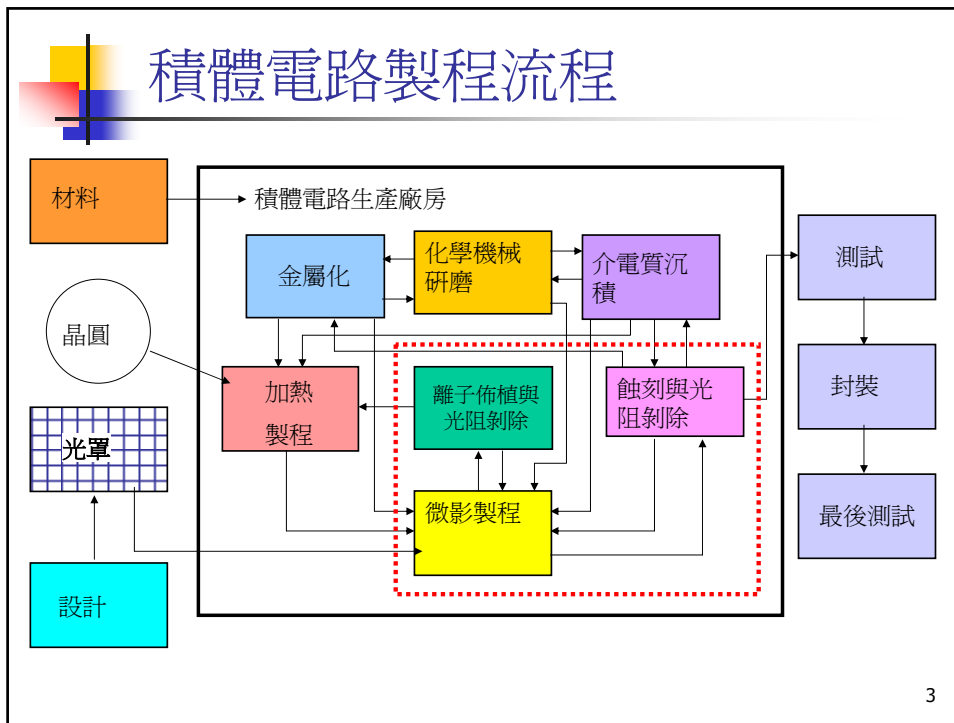 積體電路製程流程
材料
積體電路生產廠房
金屬化
化學機械
研磨
介電質沉
積
測試
晶圓
加熱
製程
離子佈植與
光阻剝除
蝕刻與光
阻剝除
封裝
光罩
微影製程
最後測試
設計
3